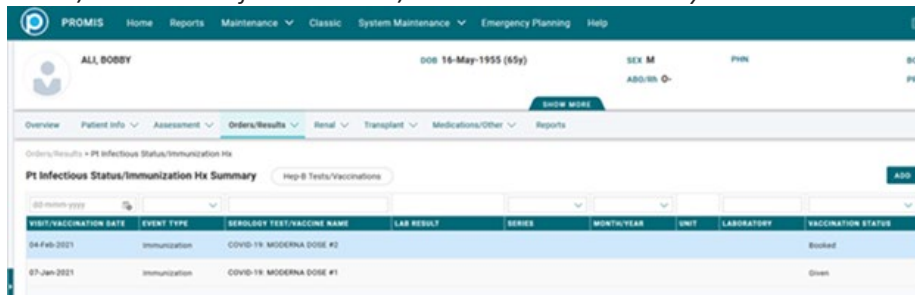 PROMIS Home Reports Maintenance Classic System Maintenance Emergency Planning Help
ALI, BOBBY DOB 16-May-1955 (65y) SEX M PHN
ABO/Rh O-
SHOW MORE
Overview Patient Info Assessment Orders/Results Renal Transplant Medications/Other Reports
Orders/Results > Pt Infectious Status/Immunization Hx
Pt Infectious Status/Immunization Hx Summary Hep-B Tests/Vaccinations ADD
dd-mmm-yyyy
VISIT/VACCINATION DATE EVENT TYPE SEROLOGY TEST/VACCINE NAME LAB RESULT SERIES MONTH/YEAR UNIT LABORATORY VACCINATION STATUS
04-Feb-2021 Immunization COVID-19: MODERNA DOSE #2 Booked
07-Jan-2021 Immunization COVID-19: MODERNA DOSE #1 Given